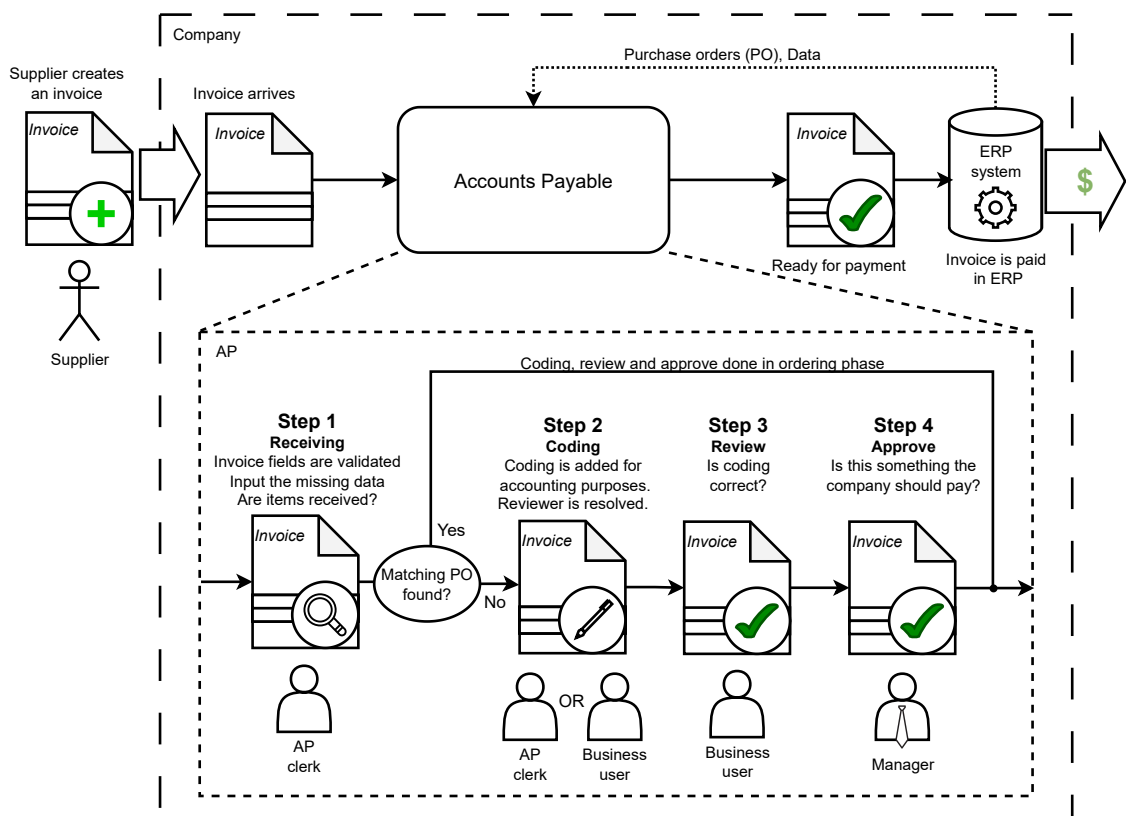 Company
Supplier creates
an invoice
Invoice
Supplier
Invoice arrives
Invoice
Accounts Payable
Purchase orders (PO), Data
Invoice
Ready for payment
ERP
system
Invoice is paid
in ERP
$
AP
Coding, review and approve done in ordering phase
Step 1
Receiving
Invoice fields are validated
Input the missing data
Are items received?
Invoice
AP
clerk
Matching PO
found?
Yes
No
Step 2
Coding
Coding is added for
accounting purposes.
Reviewer is resolved.
Invoice
AP
clerk
OR
Business
user
Step 3
Review
Is coding
correct?
Invoice
Business
user
Step 4
Approve
Is this something the
company should pay?
Invoice
Manager